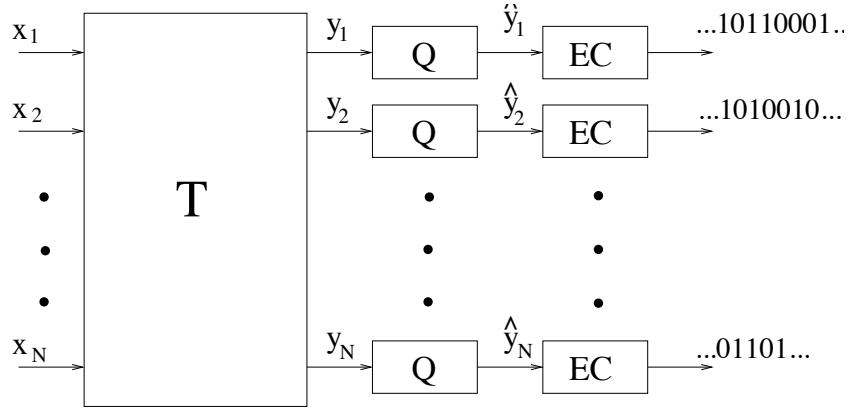 x1 y1 Q ŷ1 EC ...10110001..
x2 y2 Q ŷ2 EC ...1010010...
T
xN yN Q ŷN EC ...01101...